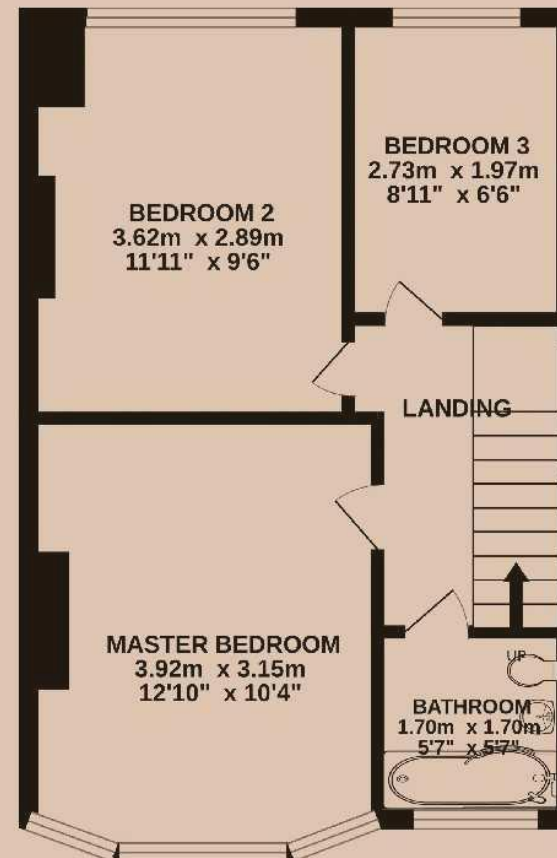 BEDROOM 3
2.73m x 1.97m
8'11" x 6'6"
BEDROOM 2
3.62m x 2.89m
11'11" x 9'6"
LANDING
MASTER BEDROOM
3.92m x 3.15m
12'10" x 10'4"
UP
BATHROOM
1.70m x 1.70m
5'7" x 5'7"